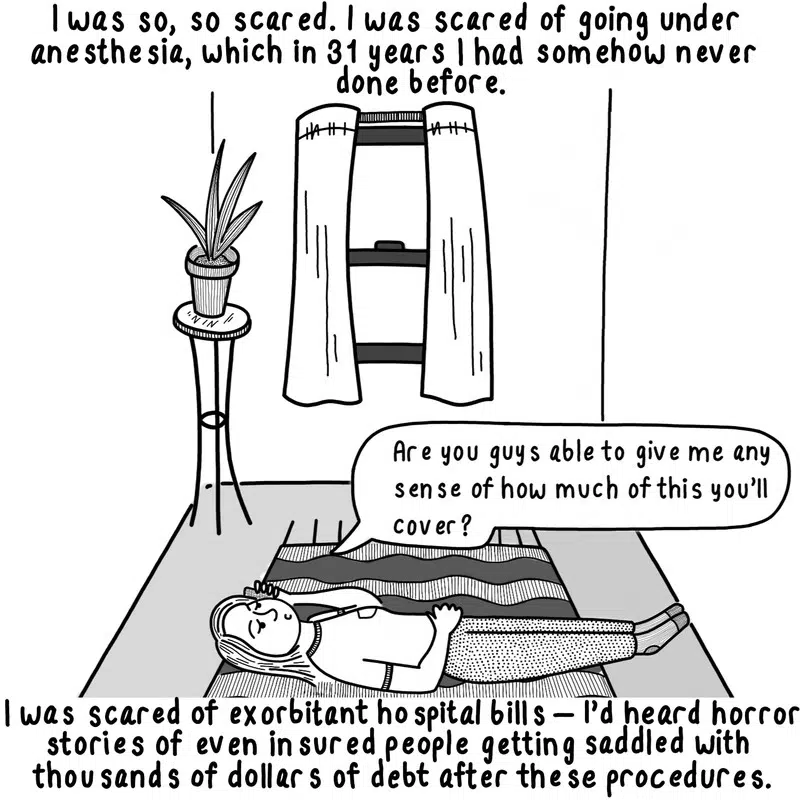 I was so, so scared. I was scared of going under
anesthesia, which in 31 years I had somehow never
done before.
Are you guys able to give me any
sense of how much of this you'll
cover?
I was scared of exorbitant hospital bills — I'd heard horror
stories of even insured people getting saddled with
thousands of dollars of debt after these procedures.